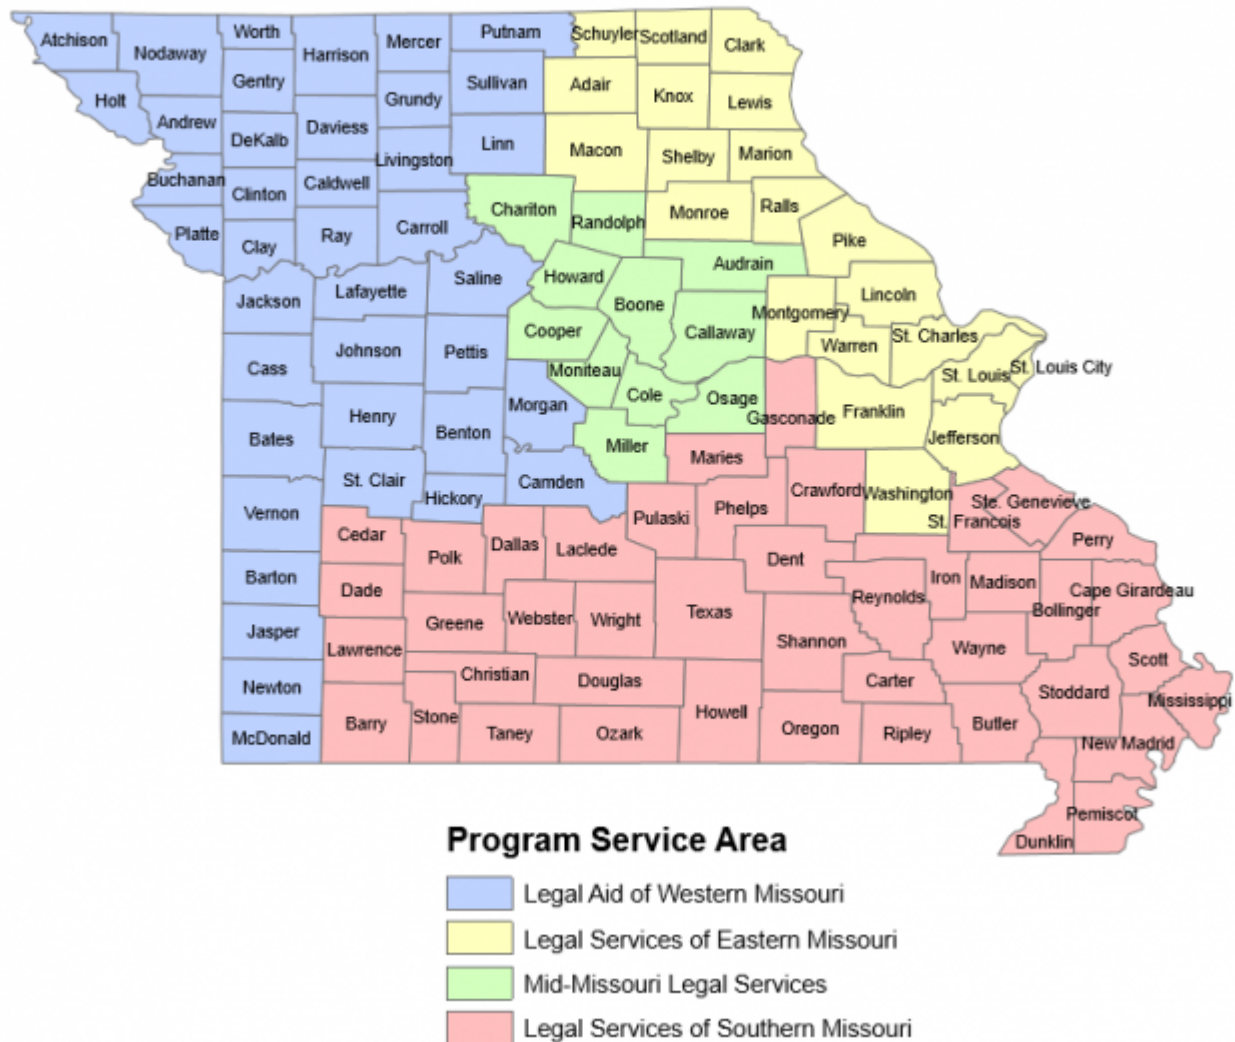 Atchison
Nodaway
Worth
Harrison
Mercer
Putnam
Schuyler
Scotland
Clark
Holt
Gentry
Grundy
Sullivan
Adair
Knox
Lewis
Andrew
DeKalb
Daviess
Livingston
Linn
Macon
Shelby
Marion
Buchanan
Clinton
Caldwell
Chariton
Randolph
Monroe
Ralls
Platte
Clay
Ray
Carroll
Pike
Jackson
Lafayette
Saline
Howard
Boone
Audrain
Lincoln
Montgomery
Cass
Johnson
Pettis
Cooper
Callaway
Warren
St. Charles
Moniteau
St. Louis
St. Louis City
Bates
Henry
Benton
Morgan
Cole
Osage
Gasconade
Franklin
Jefferson
Miller
Maries
Vernon
St. Clair
Hickory
Camden
Pulaski
Phelps
Crawford
Washington
Ste. Genevieve
St. Francois
Perry
Cedar
Polk
Dallas
Laclede
Dent
Barton
Dade
Reynolds
Iron
Madison
Bollinger
Cape Girardeau
Jasper
Greene
Webster
Wright
Texas
Shannon
Wayne
Lawrence
Scott
Newton
Christian
Douglas
Carter
Stoddard
Mississippi
McDonald
Barry
Stone
Taney
Ozark
Howell
Oregon
Ripley
Butler
New Madrid
Pemiscot
Dunklin
Program Service Area
Legal Aid of Western Missouri
Legal Services of Eastern Missouri
Mid-Missouri Legal Services
Legal Services of Southern Missouri